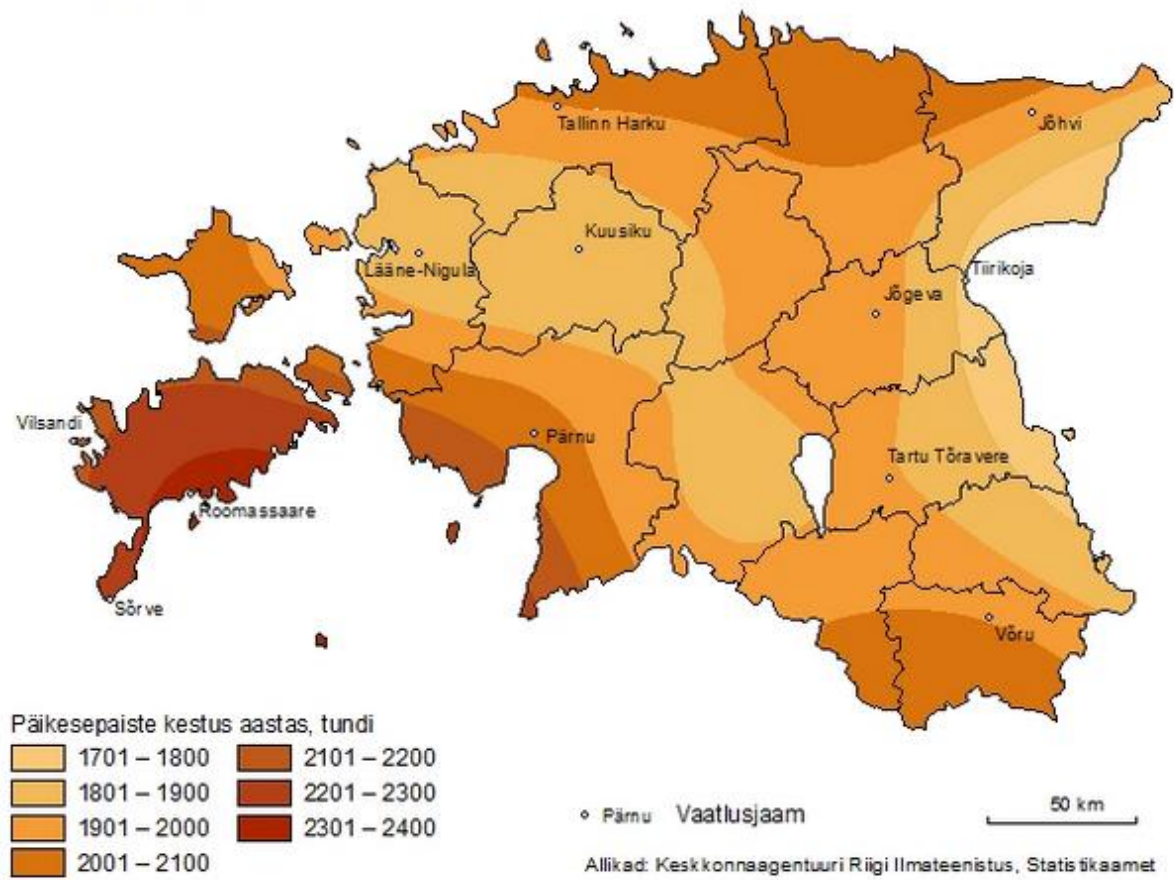 Tallinn Harku
Jõhvi
Kuusiku
Lääne-Nigula
Tiirikoja
Jõgeva
Vilsandi
Pärnu
Tartu Tõravere
Roomassaare
Sõrve
Võru
Päikesepaiste kestus aastas, tundi
1701 – 1800
2101 – 2200
1801 – 1900
2201 – 2300
1901 – 2000
2301 – 2400
2001 – 2100
Pärnu Vaatlusjaam
50 km
Allikad: Keskkonnaagentuuri Riigi Ilmateenistus, Statistikaamet